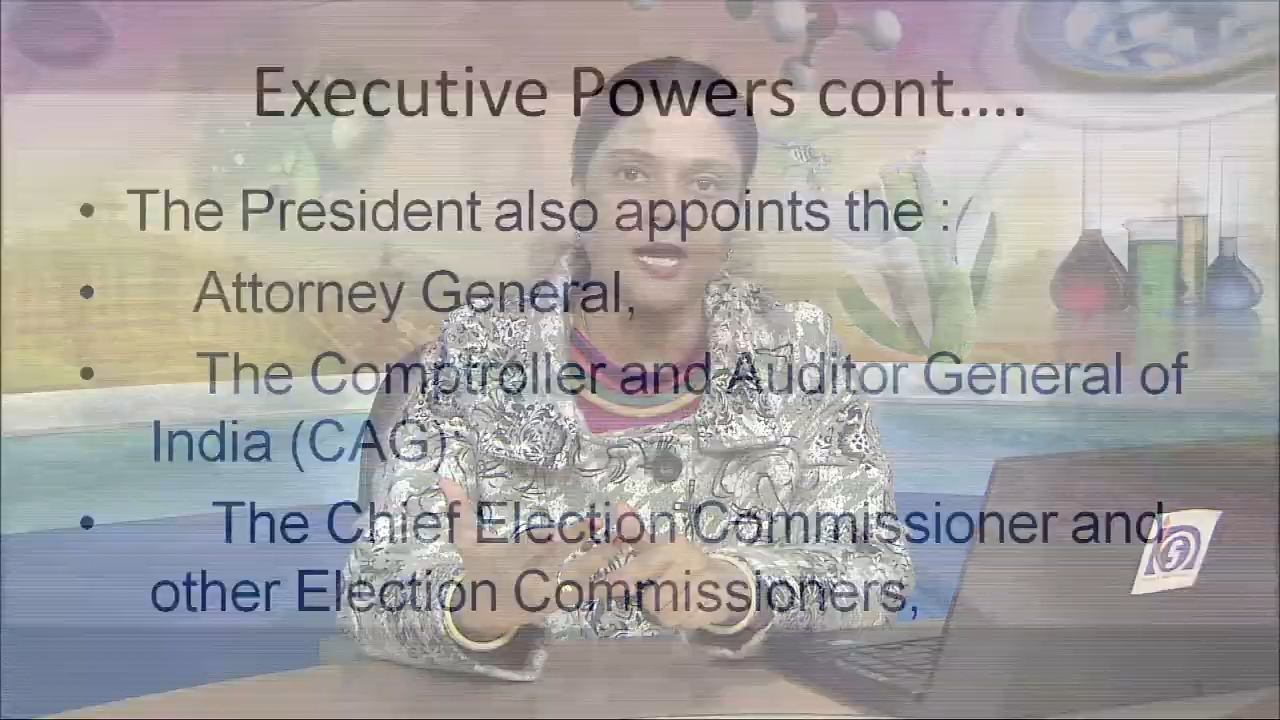 Executive Powers cont....
• The President also appoints the :
• Attorney General,
• The Comptroller and Auditor General of
India (CAG),
• The Chief Election Commissioner and
other Election Commissioners,